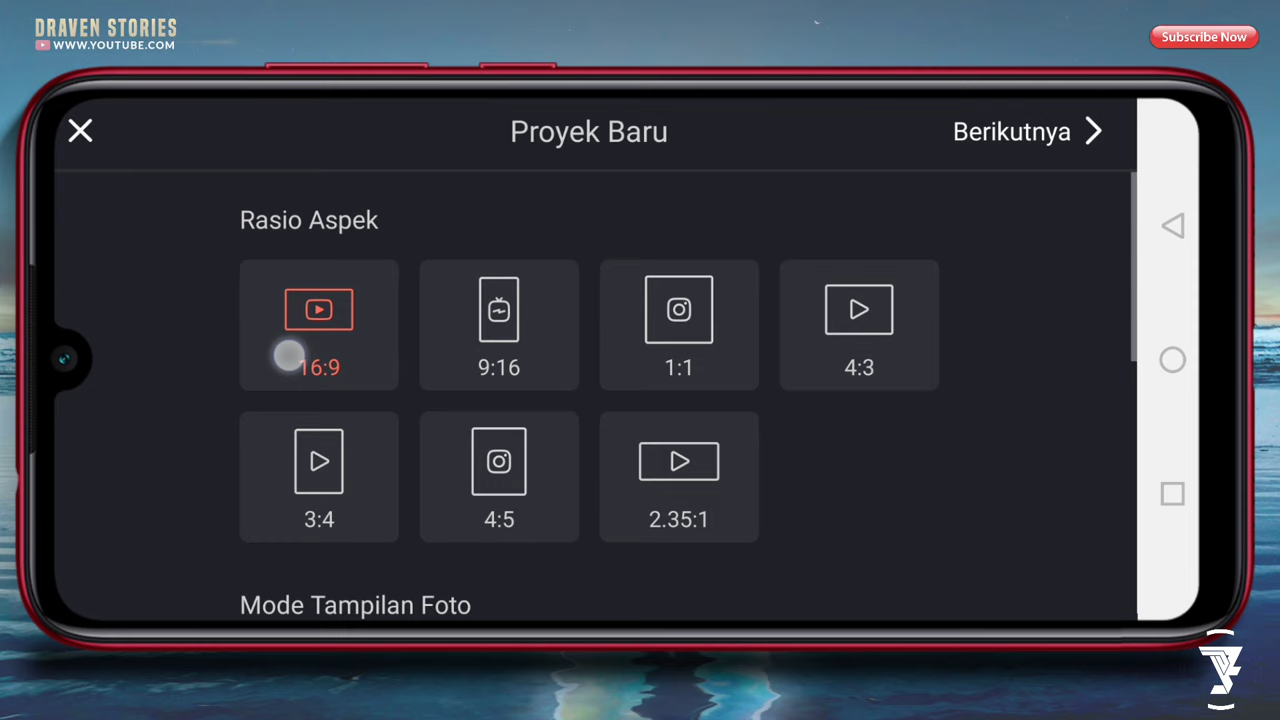 DRAVEN STORIES
WWW.YOUTUBE.COM
Subscribe Now
Proyek Baru
Berikutnya
Rasio Aspek
16:9
9:16
1:1
4:3
3:4
4:5
2.35:1
Mode Tampilan Foto